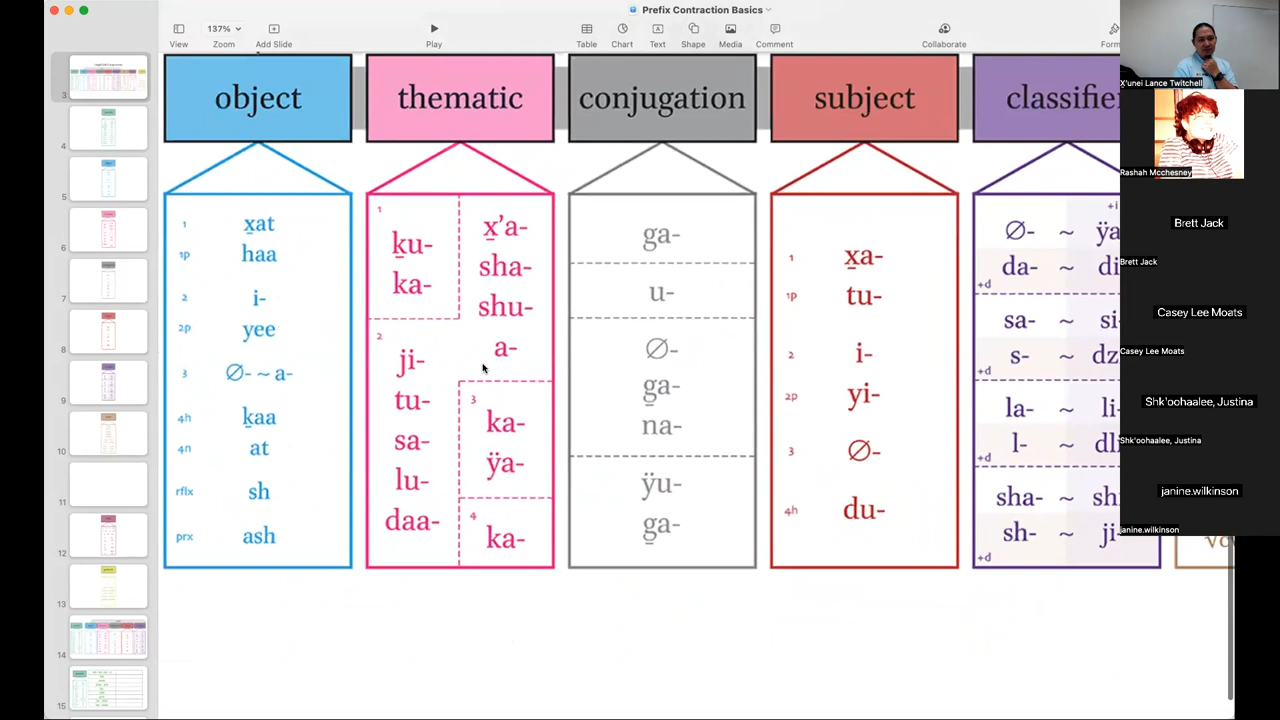 Prefix Contraction Basics
137%
View
Zoom
Add Slide
Play
Table
Chart
Text
Shape
Media
Comment
Collaborate
3
4
5
6
7
8
9
10
11
12
13
14
15
object
1 x̱at
1p haa
2 i-
2p yee
3 ∅- ~ a-
4h ḵaa
4n at
rflx sh
prx ash
thematic
1
ḵu-
ka-
x̱’a-
sha-
shu-
a-
2
ji-
tu-
sa-
lu-
daa-
3
ka-
ÿa-
4
ka-
conjugation
ga-
u-
∅-
g̱a-
na-
ÿu-
g̱a-
subject
1 x̱a-
1p tu-
2 i-
2p yi-
3 ∅-
4h du-
∅- ~
da- ~
+d
sa- ~
s- ~
+d
la- ~
l- ~
+d
sha- ~
sh- ~ ji-
+d
X'unei Lance Twitchell
Rashah Mcchesney
Brett Jack
Brett Jack
Casey Lee Moats
Casey Lee Moats
Shk'oohaalee, Justina
Shk'oohaalee, Justina
janine.wilkinson
janine.wilkinson